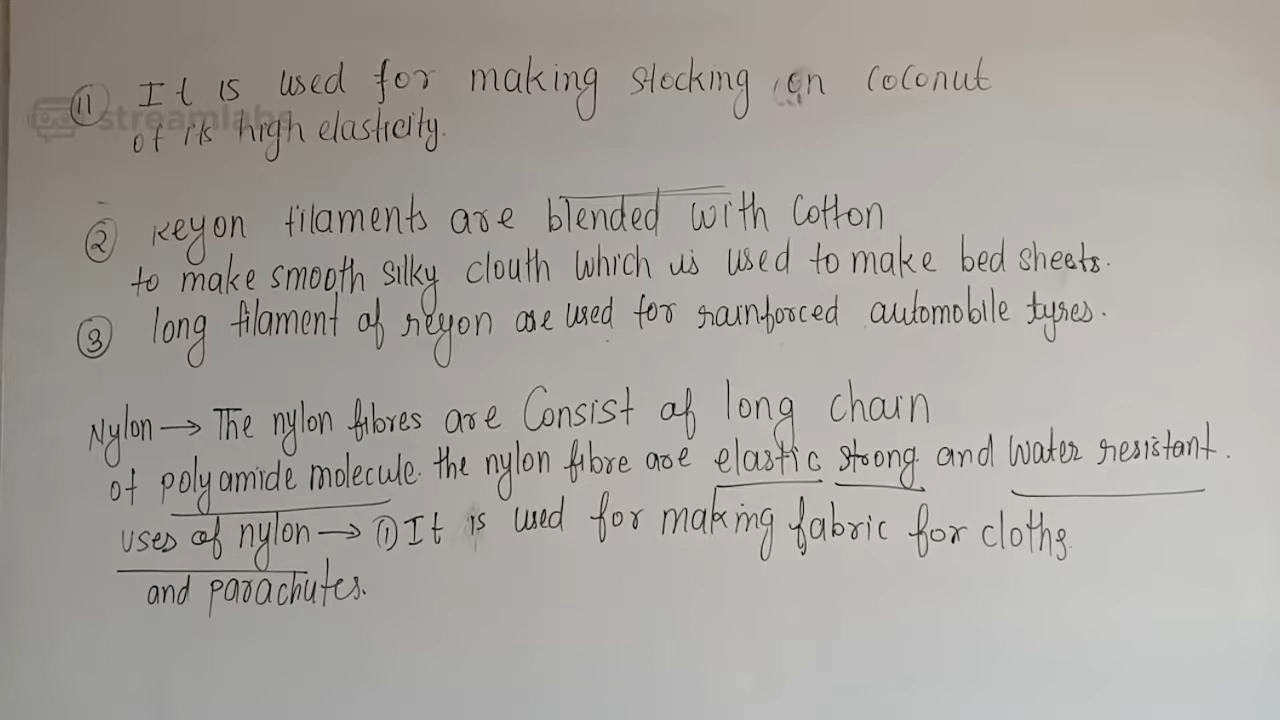 (11) It is used for making stocking on coconut
of its high elasticity.
(2) Reyon filaments are blended with cotton
to make smooth silky clouth which is used to make bed sheets.
(3) long filament of reyon are used for rainforced automobile tyres.
Nylon → The nylon fibres are consist of long chain
of polyamide molecule. the nylon fibre are elastic strong and water resistant.
uses of nylon → (1) It is used for making fabric for cloths
and parachutes.
streamlabs